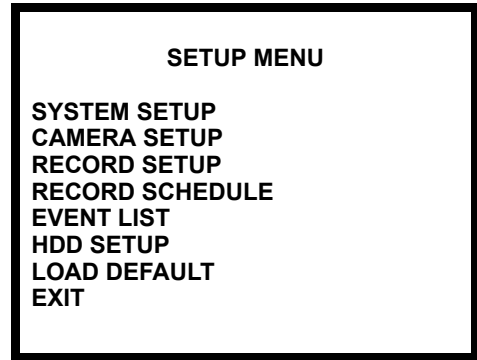 SETUP MENU
SYSTEM SETUP
CAMERA SETUP
RECORD SETUP
RECORD SCHEDULE
EVENT LIST
HDD SETUP
LOAD DEFAULT
EXIT